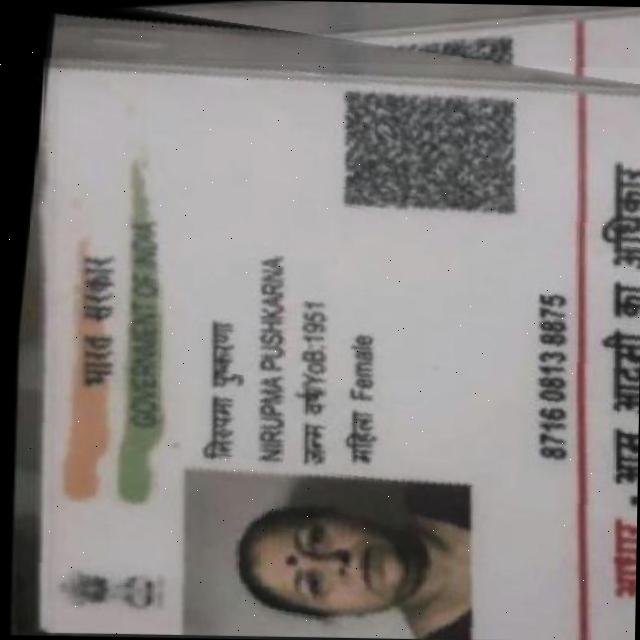 भारत सरकार
GOVERNMENT OF INDIA
निरुपमा पुष्करणा
NIRUPMA PUSHKARNA
जन्म वर्ष/YoB:1951
महिला Female
8716 0813 8875
आधार - आम आदमी का अधिकार